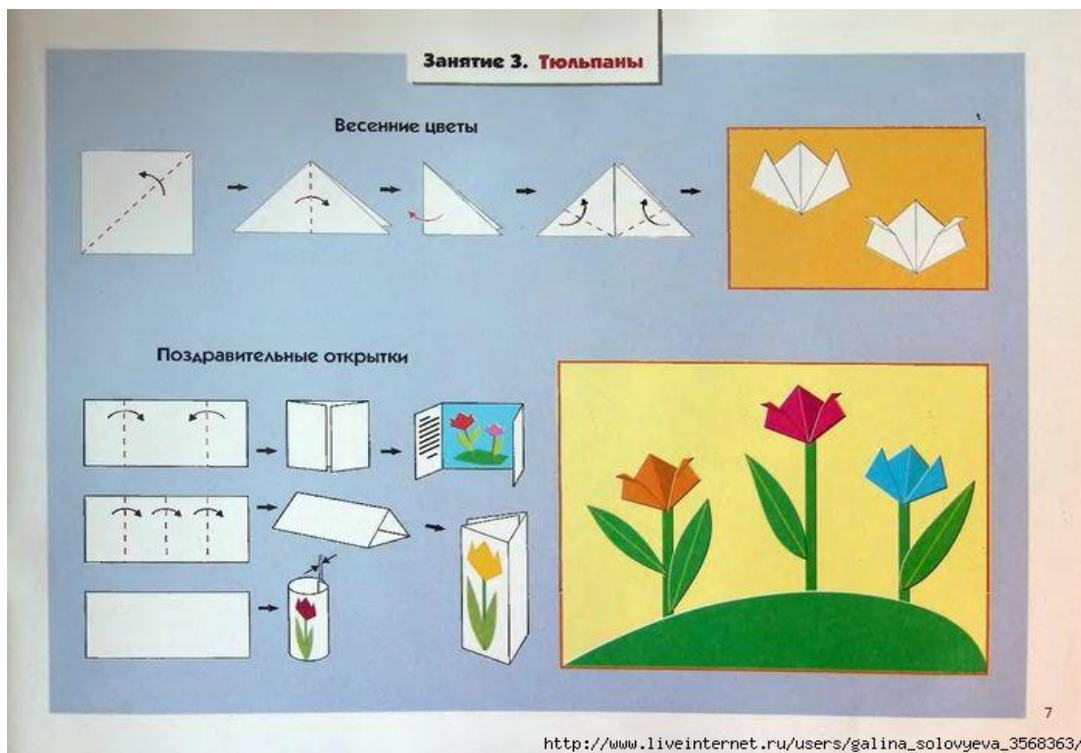 Занятие 3. Тюльпаны
Весенние цветы
Поздравительные открытки
7
http://www.liveinternet.ru/users/galina_solovyeva_3568363/